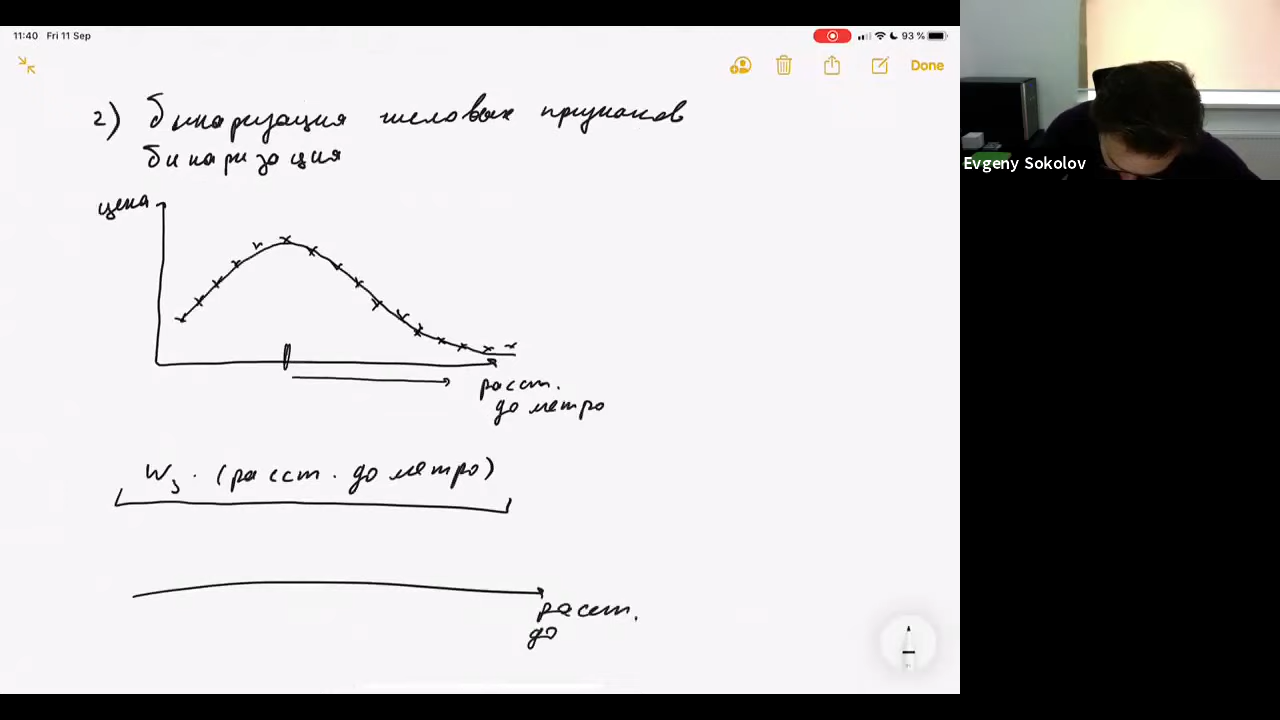 11:40 Fri 11 Sep
93 %
Done
2) бинаризация числовых признаков
бинаризация
цена
расст.
до метро
w₃ · (расст. до метро)
расст.
до
Evgeny Sokolov